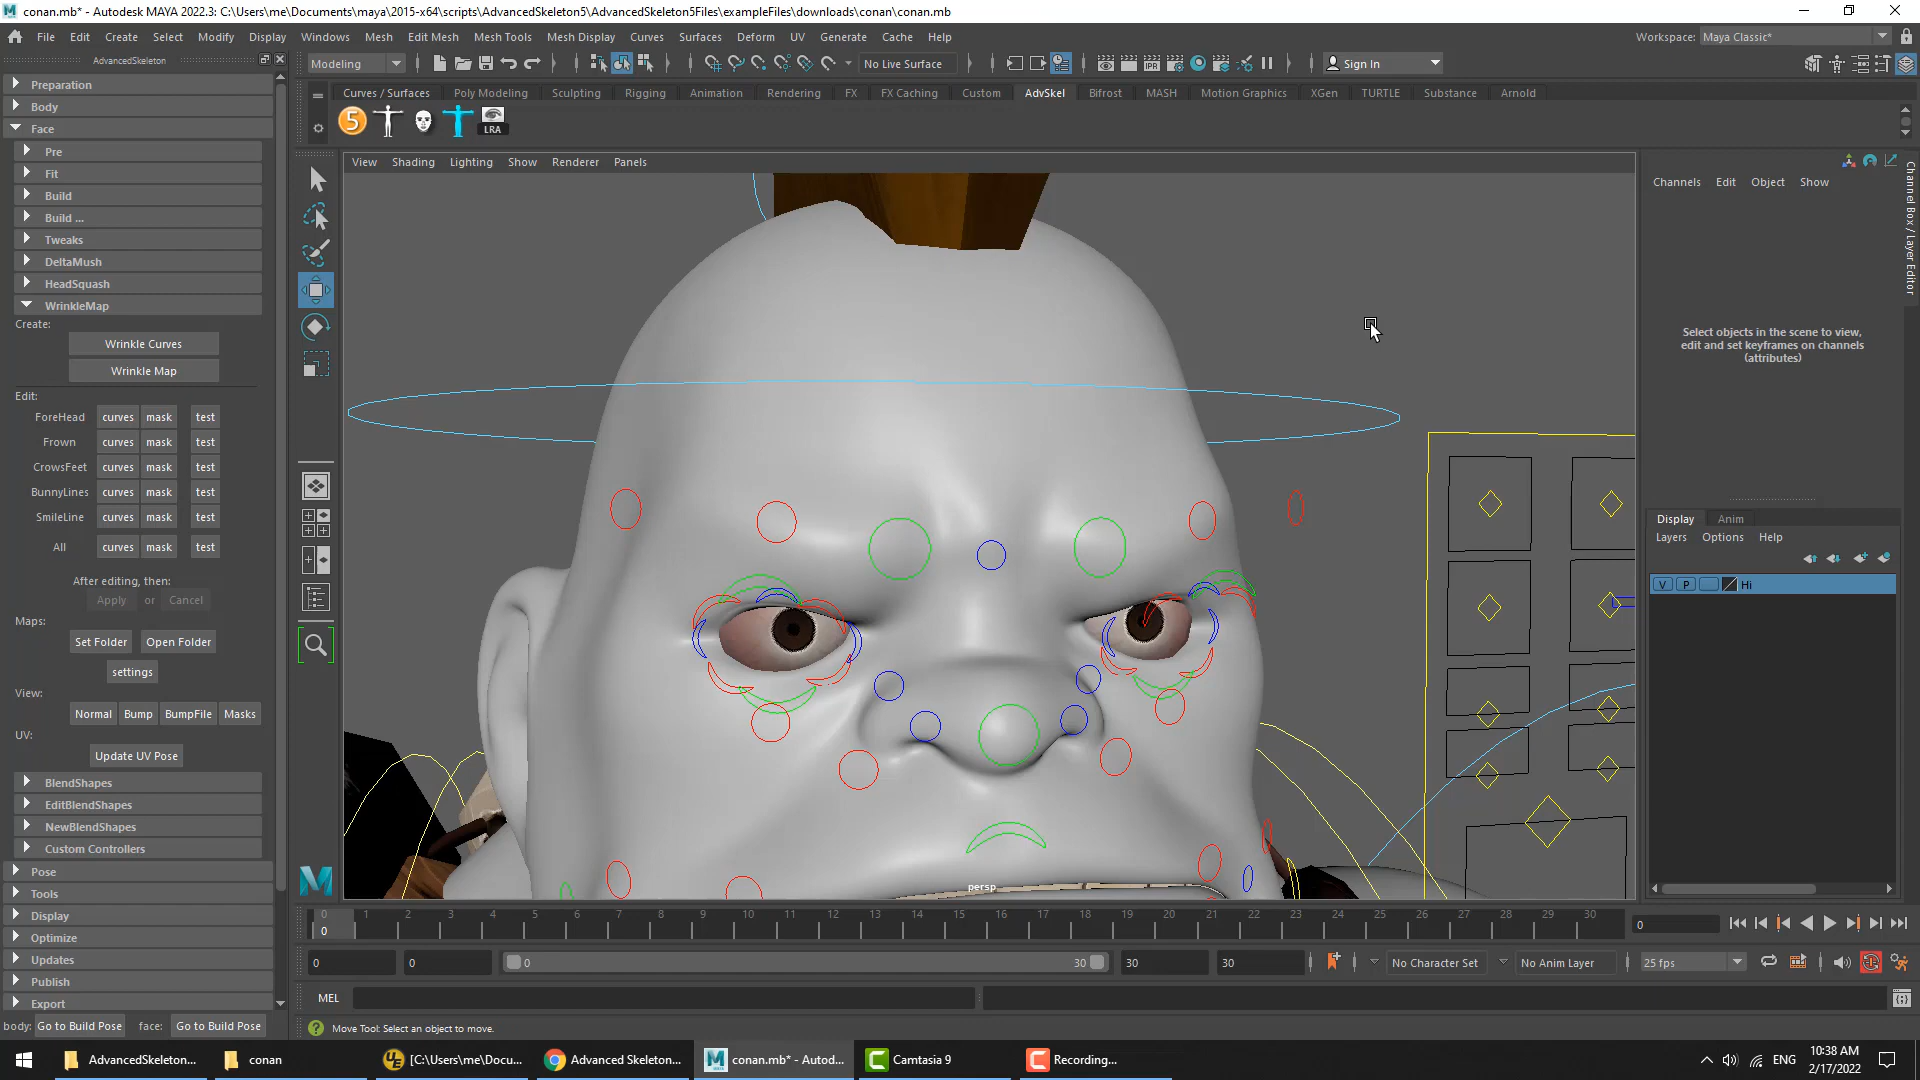 conan.mb* - Autodesk MAYA 2022.3: C:\Users\me\Documents\maya\2015-x64\scripts\AdvancedSkeleton5\AdvancedSkeleton5Files\exampleFiles\downloads\conan\conan.mb
File Edit Create Select Modify Display Windows Mesh Edit Mesh Mesh Tools Mesh Display Curves Surfaces Deform UV Generate Cache Help
Workspace: Maya Classic*
AdvancedSkeleton
Modeling
No Live Surface
Sign In
Curves / Surfaces Poly Modeling Sculpting Rigging Animation Rendering FX FX Caching Custom AdvSkel Bifrost MASH Motion Graphics XGen TURTLE Substance Arnold
5
LRA
IPR
View Shading Lighting Show Renderer Panels
Preparation
Body
Face
Pre
Fit
Build
Build ...
Tweaks
DeltaMush
HeadSquash
WrinkleMap
Create:
Wrinkle Curves
Wrinkle Map
Edit:
ForeHead curves mask test
Frown curves mask test
CrowsFeet curves mask test
BunnyLines curves mask test
SmileLine curves mask test
All curves mask test
After editing, then:
Apply or Cancel
Maps:
Set Folder Open Folder
settings
View:
Normal Bump BumpFile Masks
UV:
Update UV Pose
BlendShapes
EditBlendShapes
NewBlendShapes
Custom Controllers
Pose
Tools
Display
Optimize
Updates
Publish
Export
body: Go to Build Pose face: Go to Build Pose
persp
Channels Edit Object Show
Select objects in the scene to view,
edit and set keyframes on channels
(attributes)
Channel Box / Layer Editor
Display Anim
Layers Options Help
V P Hi
0 1 2 3 4 5 6 7 8 9 10 11 12 13 14 15 16 17 18 19 20 21 22 23 24 25 26 27 28 29 30
0
0
0 0 0 30 30 30
No Character Set No Anim Layer 25 fps
MEL
Move Tool: Select an object to move.
AdvancedSkeleton...
conan
[C:\Users\me\Docu...
Advanced Skeleton...
conan.mb* - Autod...
Camtasia 9
Recording...
ENG
10:38 AM
2/17/2022